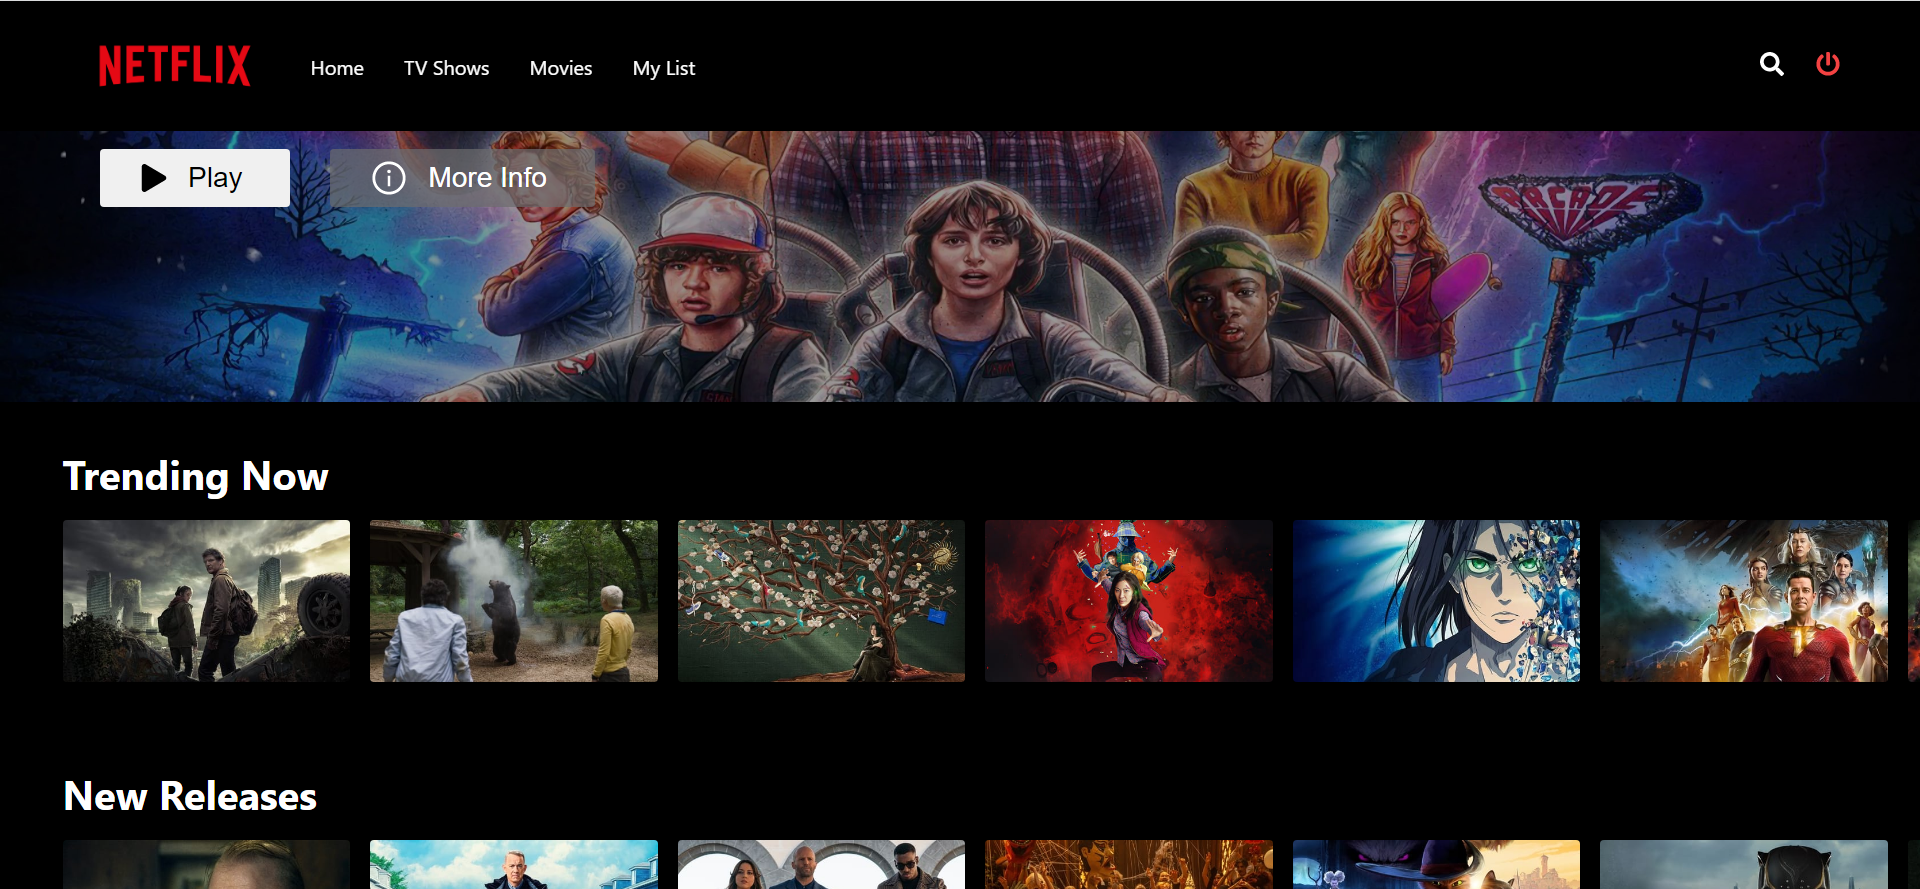 NETFLIX
Home
TV Shows
Movies
My List
Play
More Info
ARCADE
Trending Now
New Releases